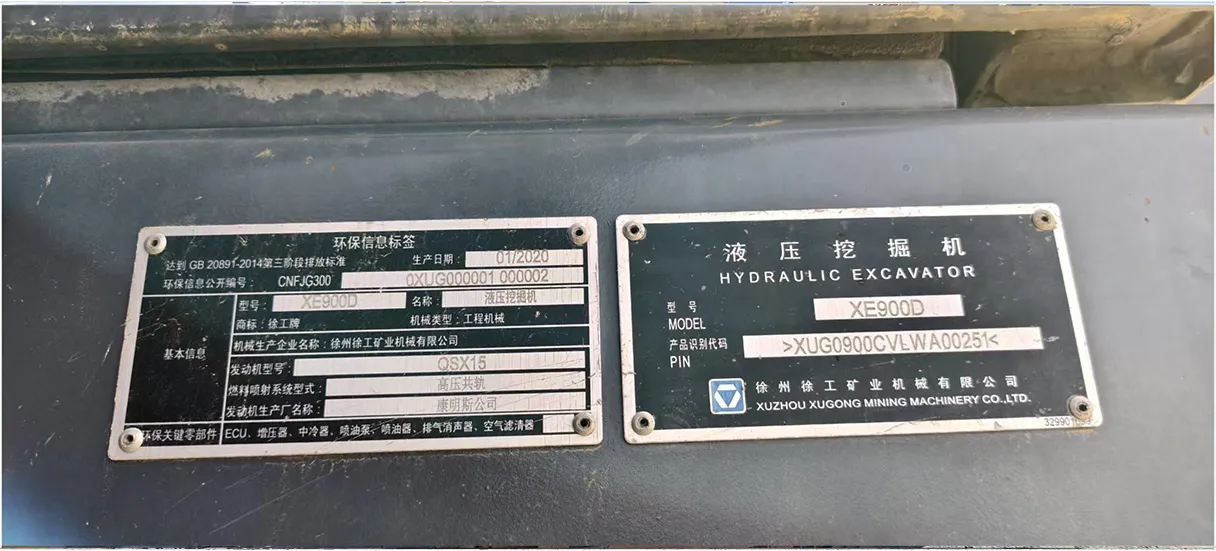 环保信息标签
达到 GB 20891-2014第三阶段排放标准 生产日期: 01/2020
环保信息公开编号: CNFJG300 0XUG000001 000002
基本信息
型号: XE900D 名称: 液压挖掘机
商标: 徐工牌 机械类型: 工程机械
机械生产企业名称: 徐州徐工矿业机械有限公司
发动机型号: QSX15
燃料喷射系统型式: 高压共轨
发动机生产厂名称: 康明斯公司
环保关键零部件 ECU、增压器、中冷器、喷油泵、喷油器、排气消声器、空气滤清器
液压挖掘机
HYDRAULIC EXCAVATOR
型号
MODEL XE900D
产品识别代码
PIN >XUG0900CVLWA00251<
徐州徐工矿业机械有限公司
XUZHOU XUGONG MINING MACHINERY CO.,LTD.